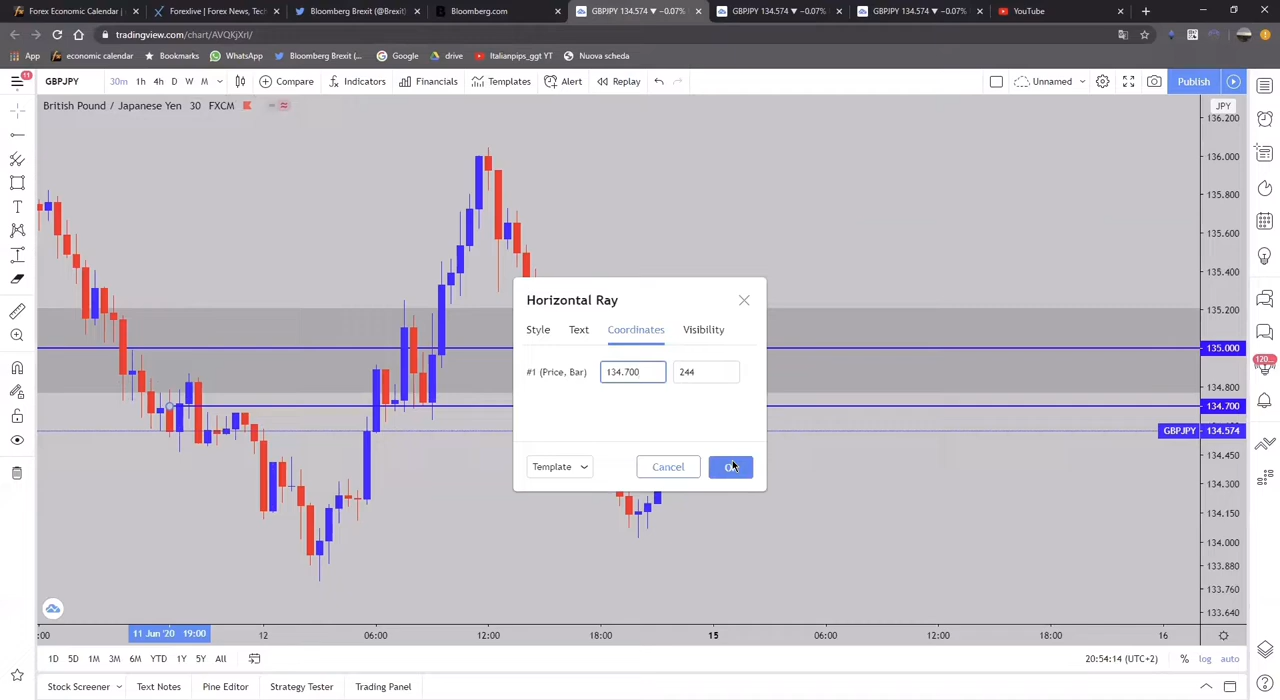 Forex Economic Calendar |
Forexlive | Forex News, Tech
Bloomberg Brexit (@Brexit) |
Bloomberg.com
GBPJPY 134.574 ▼ −0.07%
GBPJPY 134.574 ▼ −0.07%
GBPJPY 134.574 ▼ −0.07%
YouTube
tradingview.com/chart/AVQKjXrI/
App economic calendar Bookmarks WhatsApp Bloomberg Brexit (... Google drive Italianpips_ggt YT Nuova scheda
11
GBPJPY 30m 1h 4h D W M Compare Indicators Financials Templates Alert Replay Unnamed Publish
British Pound / Japanese Yen 30 FXCM
JPY
136.200
136.000
135.800
135.600
135.400
135.200
135.000
134.800
134.700
GBPJPY 134.574
134.450
134.300
134.150
134.000
133.880
133.760
133.640
Horizontal Ray
Style Text Coordinates Visibility
#1 (Price, Bar) 134.700 244
Template Cancel
120...
:00 11 Jun '20 19:00 12 06:00 12:00 18:00 15 06:00 12:00 18:00 16
1D 5D 1M 3M 6M YTD 1Y 5Y All 20:54:14 (UTC+2) % log auto
Stock Screener Text Notes Pine Editor Strategy Tester Trading Panel